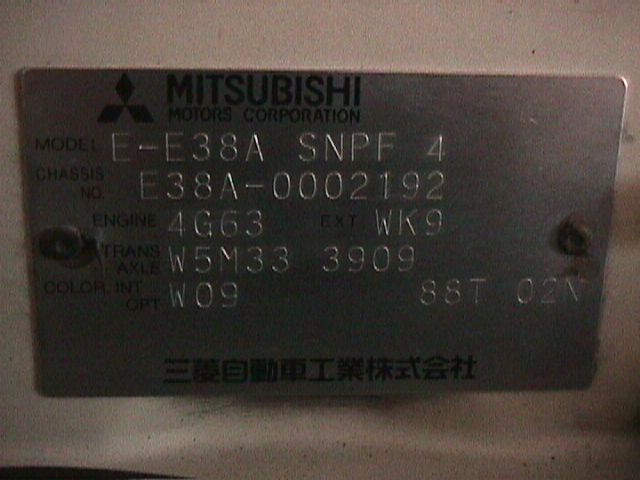 MITSUBISHI
MOTORS CORPORATION
MODEL E-E38A SNPF 4
CHASSIS NO. E38A-0002192
ENGINE 4G63 EXT WK9
TRANS AXLE W5M33 3909
COLOR, INT OPT W09 88T 02N
三菱自動車工業株式会社